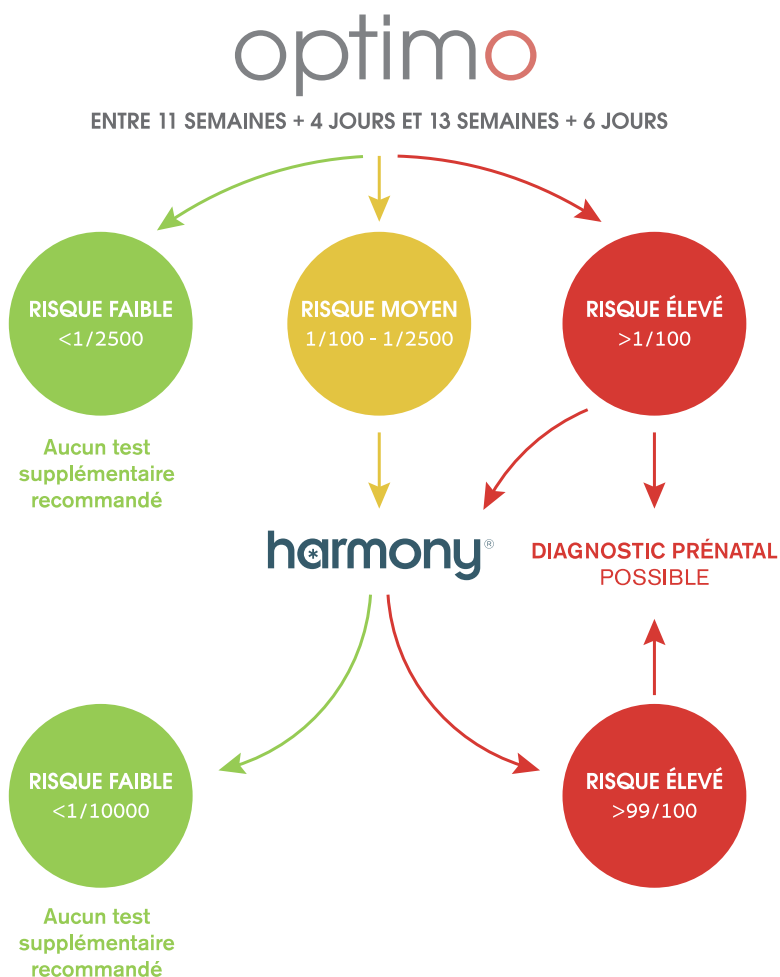 optimo
ENTRE 11 SEMAINES + 4 JOURS ET 13 SEMAINES + 6 JOURS
RISQUE FAIBLE
<1/2500
RISQUE MOYEN
1/100 - 1/2500
RISQUE ÉLEVÉ
>1/100
Aucun test
supplémentaire
recommandé
harmony®
DIAGNOSTIC PRÉNATAL
POSSIBLE
RISQUE FAIBLE
<1/10000
RISQUE ÉLEVÉ
>99/100
Aucun test
supplémentaire
recommandé